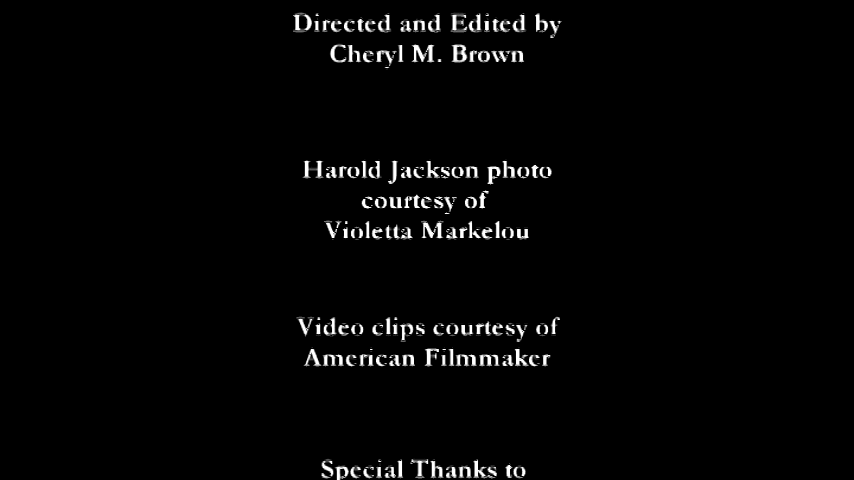 Directed and Edited by
Cheryl M. Brown
Harold Jackson photo
courtesy of
Violetta Markelou
Video clips courtesy of
American Filmmaker
Special Thanks to